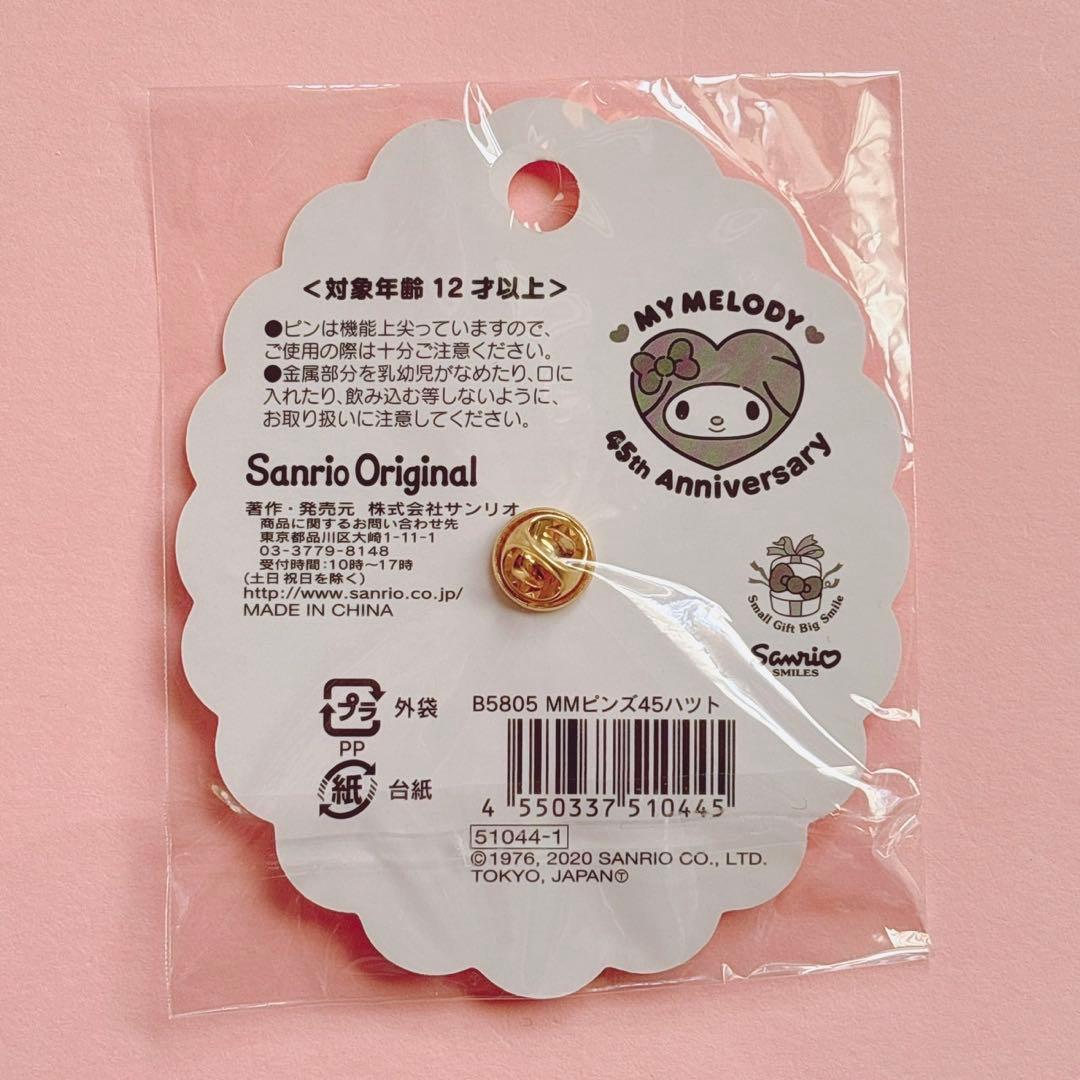 <対象年齢 12 才以上>
●ピンは機能上尖っていますので、
ご使用の際は十分ご注意ください。
●金属部分を乳幼児がなめたり、口に
入れたり、飲み込む等しないように、
お取り扱いに注意してください。
MY MELODY
45th Anniversary
Sanrio Original
著作・発売元 株式会社サンリオ
商品に関するお問い合わせ先
東京都品川区大崎1-11-1
03-3779-8148
受付時間:10時〜17時
(土日祝日を除く)
http://www.sanrio.co.jp/
MADE IN CHINA
Small Gift Big Smile
Sanrio
SMILES
プラ 外袋
PP
紙 台紙
B5805 MMピンズ45ハツト
4 550337 510445
51044-1
©1976, 2020 SANRIO CO., LTD.
TOKYO, JAPAN Ⓣ